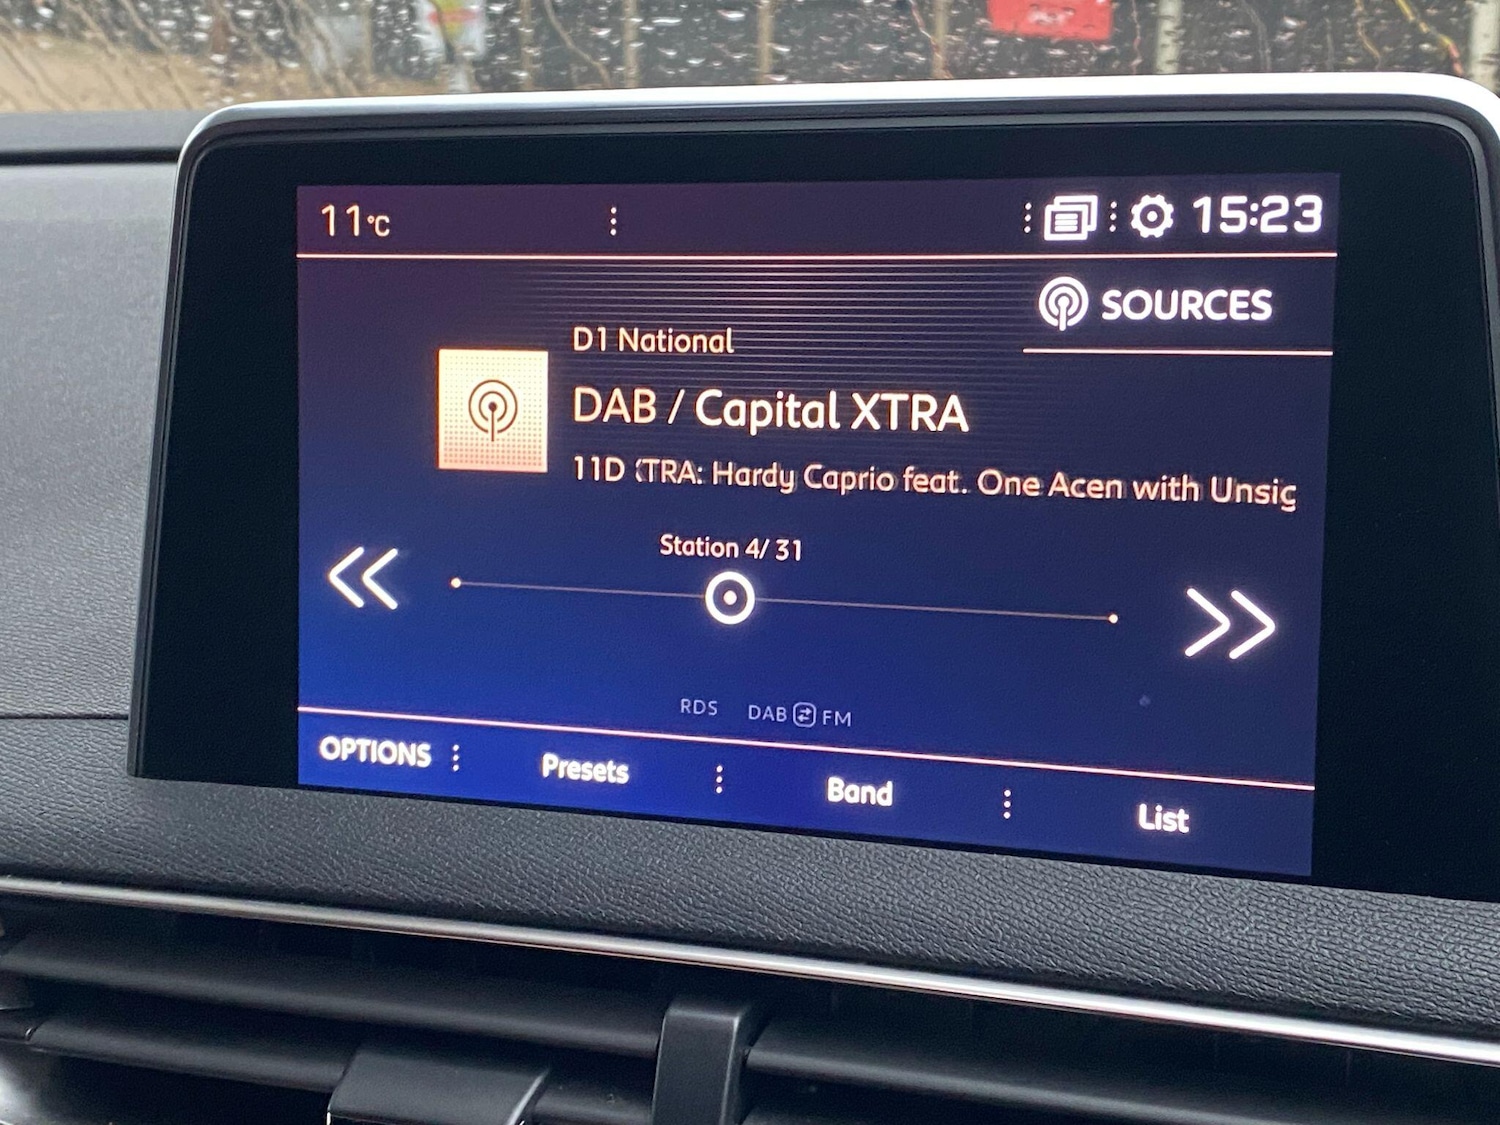 11°C
15:23
SOURCES
D1 National
DAB / Capital XTRA
11D XTRA: Hardy Caprio feat. One Acen with Unsig
Station 4/ 31
RDS DAB FM
OPTIONS Presets Band List